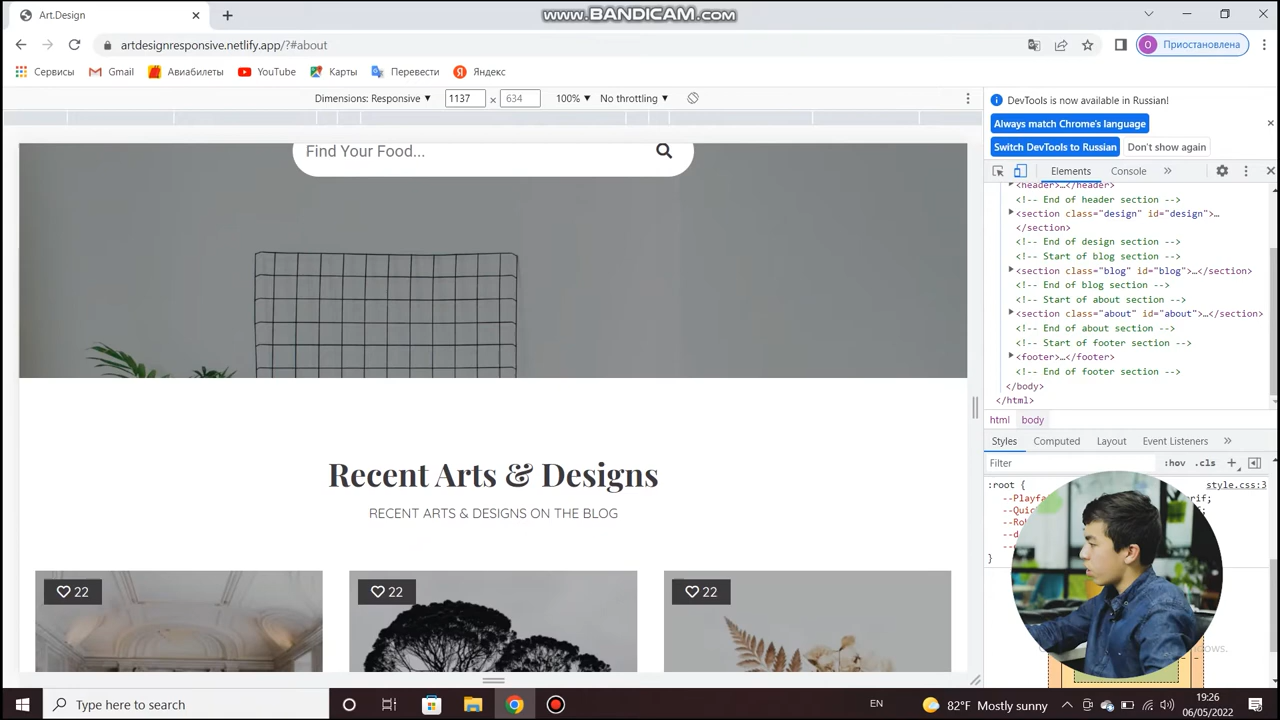 Art.Design
www.BANDICAM.com
artdesignresponsive.netlify.app/?#about
O Приостановлена
Сервисы Gmail Авиабилеты YouTube Карты Перевести Яндекс
Dimensions: Responsive 1137 × 634 100% No throttling
DevTools is now available in Russian!
Always match Chrome's language
Switch DevTools to Russian Don't show again
Elements Console »
Find Your Food...
<header>…</header>
<!-- End of header section -->
<section class="design" id="design">…
</section>
<!-- End of design section -->
<!-- Start of blog section -->
<section class="blog" id="blog">…</section>
<!-- End of blog section -->
<!-- Start of about section -->
<section class="about" id="about">…</section>
<!-- End of about section -->
<!-- Start of footer section -->
<footer>…</footer>
<!-- End of footer section -->
</body>
</html>
html body
Styles Computed Layout Event Listeners »
Filter :hov .cls
:root { style.css:3
}
Recent Arts & Designs
RECENT ARTS & DESIGNS ON THE BLOG
22
22
22
Type here to search
82°F Mostly sunny
EN
19:26
06/05/2022